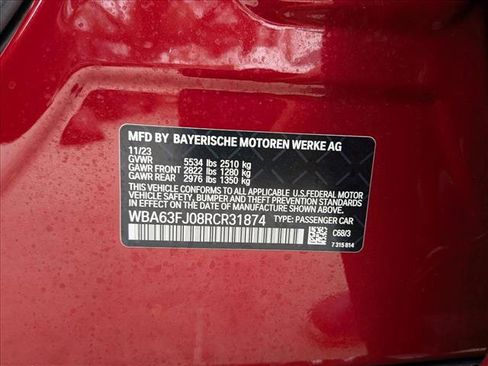 MFD BY BAYERISCHE MOTOREN WERKE AG
11/23
GVWR 5534 lbs 2510 kg
GAWR FRONT 2822 lbs 1280 kg
GAWR REAR 2976 lbs 1350 kg
THIS VEHICLE CONFORMS TO ALL APPLICABLE U.S.FEDERAL MOTOR
VEHICLE SAFETY, BUMPER AND THEFT PREVENTION STANDARDS
IN EFFECT ON THE DATE OF MANUFACTURE SHOWN ABOVE.
WBA63FJ08RCR31874 TYPE: PASSENGER CAR
C68/3
7 315 814